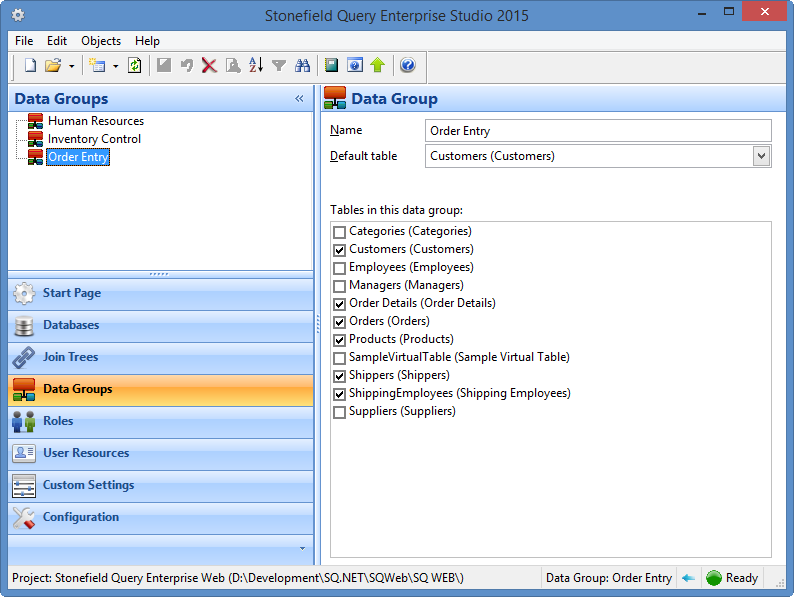 Stonefield Query Enterprise Studio 2015
File Edit Objects Help
Data Groups «
Human Resources
Inventory Control
Order Entry
Start Page
Databases
Join Trees
Data Groups
Roles
User Resources
Custom Settings
Configuration
Data Group
Name Order Entry
Default table Customers (Customers)
Tables in this data group:
Categories (Categories)
Customers (Customers)
Employees (Employees)
Managers (Managers)
Order Details (Order Details)
Orders (Orders)
Products (Products)
SampleVirtualTable (Sample Virtual Table)
Shippers (Shippers)
ShippingEmployees (Shipping Employees)
Suppliers (Suppliers)
Project: Stonefield Query Enterprise Web (D:\Development\SQ.NET\SQWeb\SQ WEB\) Data Group: Order Entry Ready